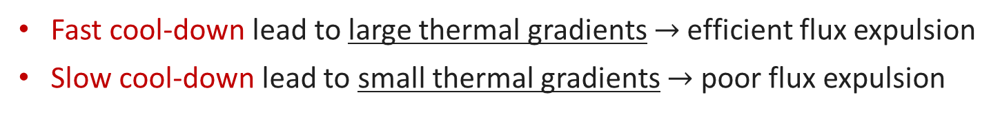 • Fast cool-down lead to large thermal gradients → efficient flux expulsion
• Slow cool-down lead to small thermal gradients → poor flux expulsion